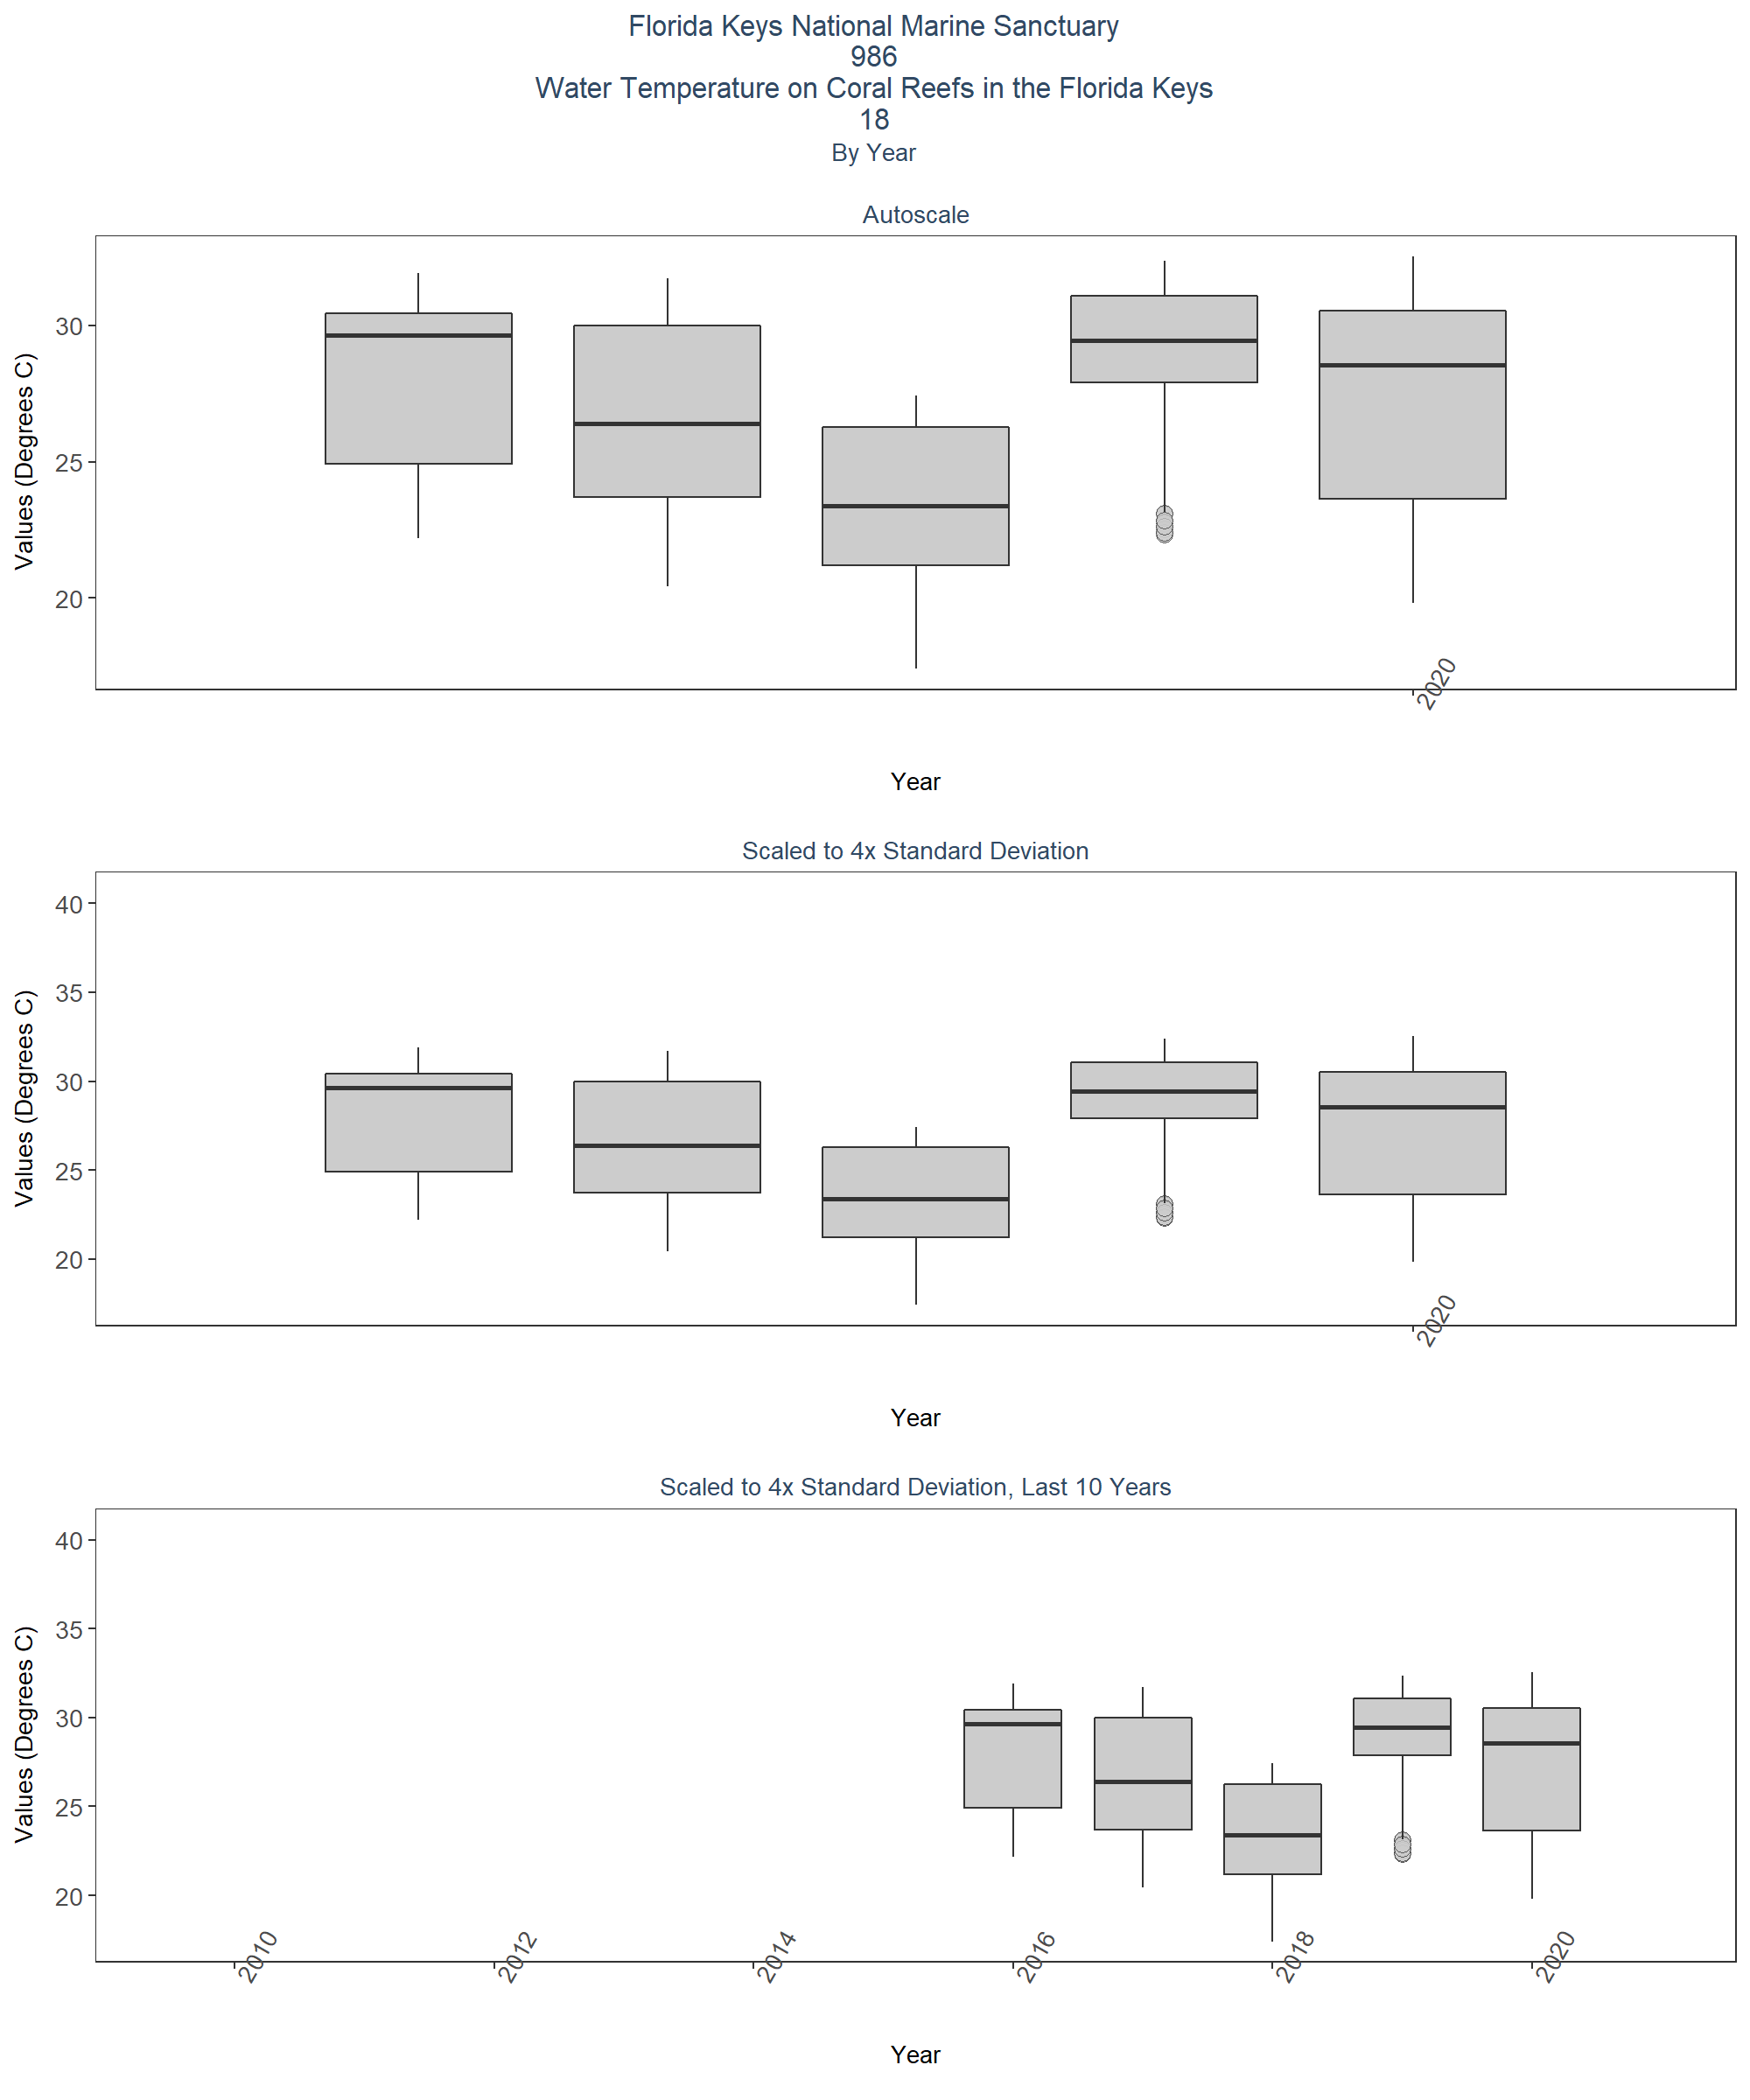 Florida Keys National Marine Sanctuary
986
Water Temperature on Coral Reefs in the Florida Keys
18
By Year
Autoscale
Values (Degrees C)
30
25
20
2020
Year
Scaled to 4x Standard Deviation
Values (Degrees C)
40
35
30
25
20
2020
Year
Scaled to 4x Standard Deviation, Last 10 Years
Values (Degrees C)
40
35
30
25
20
2010
2012
2014
2016
2018
2020
Year